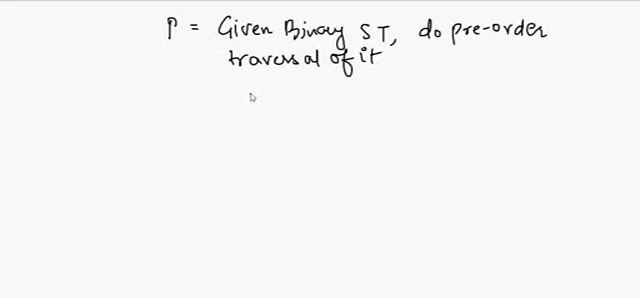 P = Given Binary ST, do pre-order
traversal of it